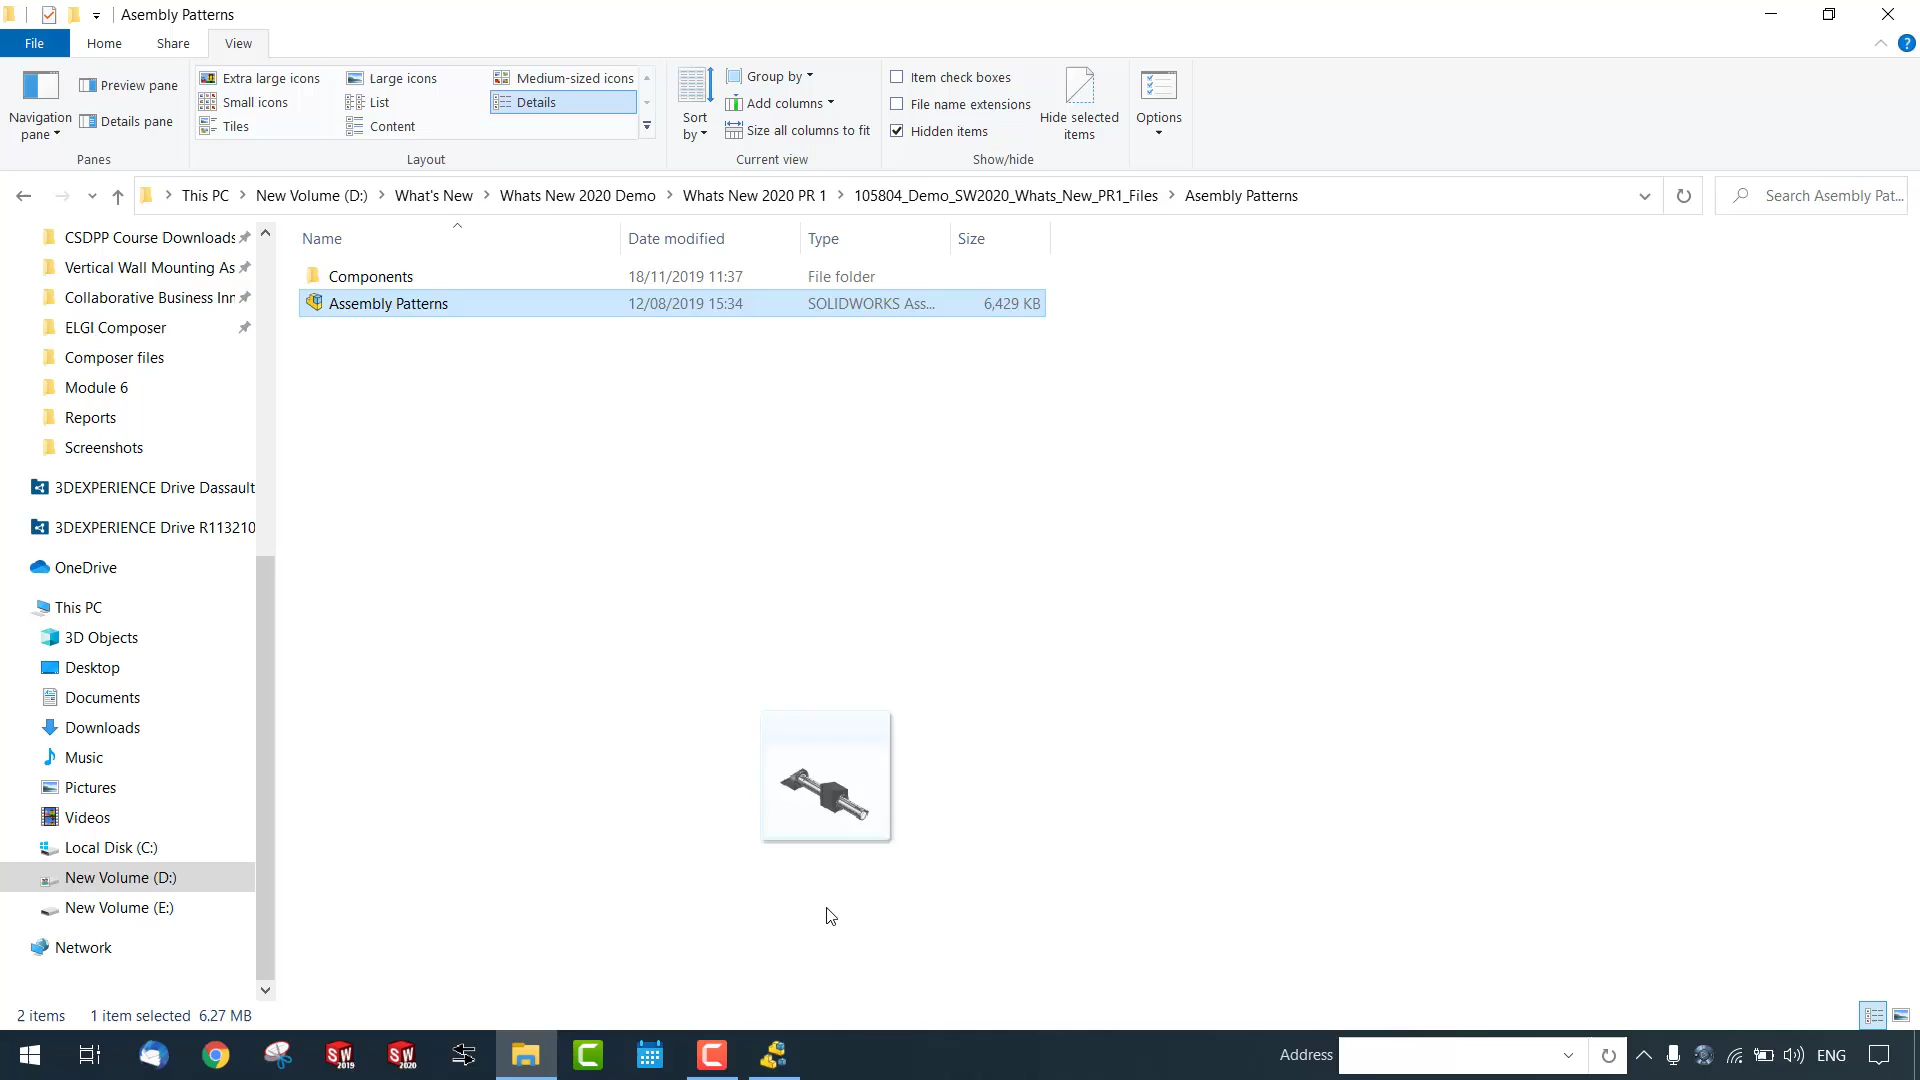 Asembly Patterns
File
Home
Share
View
Navigation pane
Preview pane
Details pane
Panes
Extra large icons
Large icons
Medium-sized icons
Small icons
List
Details
Tiles
Content
Layout
Sort by
Group by
Add columns
Size all columns to fit
Current view
Item check boxes
File name extensions
Hidden items
Hide selected items
Show/hide
Options
This PC
New Volume (D:)
What's New
Whats New 2020 Demo
Whats New 2020 PR 1
105804_Demo_SW2020_Whats_New_PR1_Files
Asembly Patterns
Search Asembly Pat...
Name
Date modified
Type
Size
Components 18/11/2019 11:37 File folder
Assembly Patterns 12/08/2019 15:34 SOLIDWORKS Ass... 6,429 KB
CSDPP Course Downloads
Vertical Wall Mounting As
Collaborative Business Inn
ELGI Composer
Composer files
Module 6
Reports
Screenshots
3DEXPERIENCE Drive Dassault
3DEXPERIENCE Drive R113210
OneDrive
This PC
3D Objects
Desktop
Documents
Downloads
Music
Pictures
Videos
Local Disk (C:)
New Volume (D:)
New Volume (E:)
Network
2 items
1 item selected 6.27 MB
SW 2019
SW 2020
Address
ENG